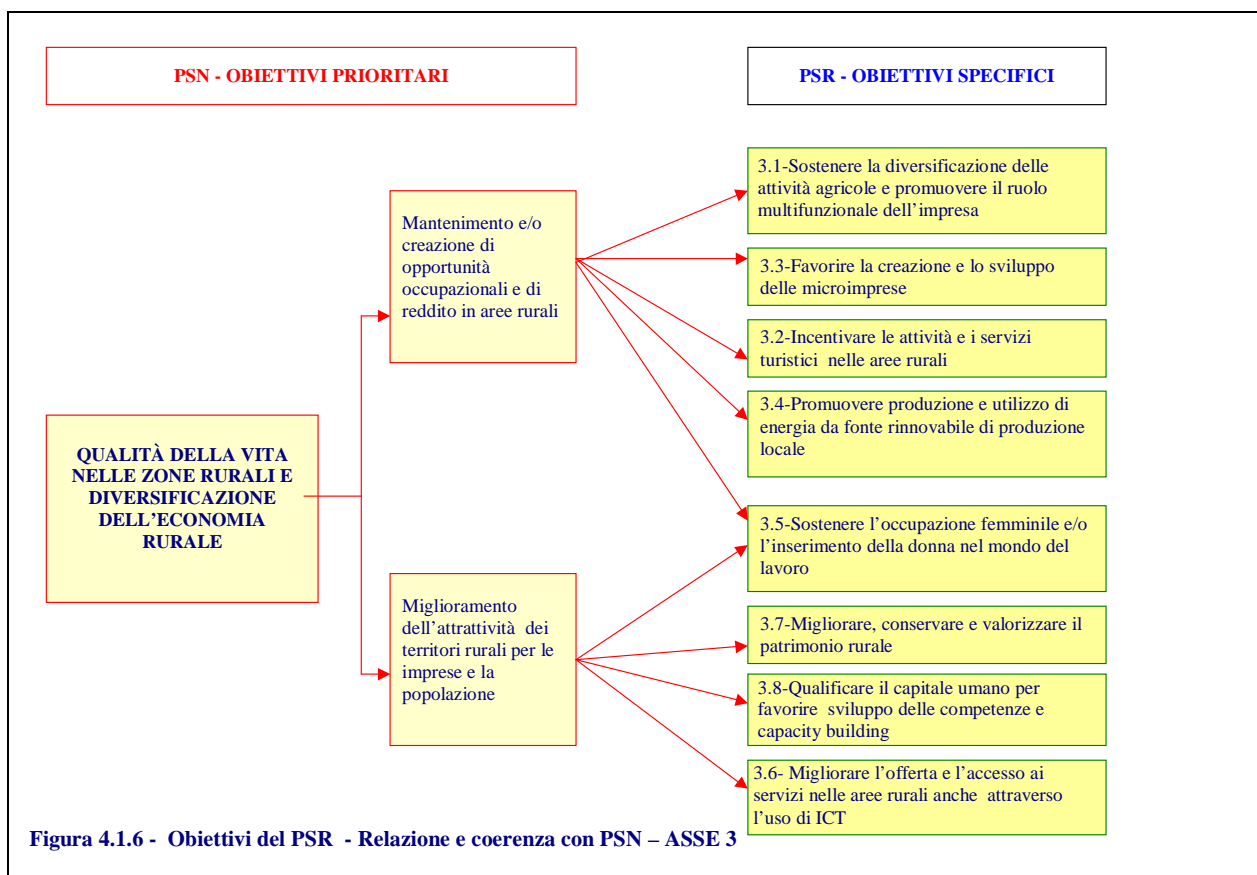 PSN - OBIETTIVI PRIORITARI
PSR - OBIETTIVI SPECIFICI
QUALITÀ DELLA VITA
NELLE ZONE RURALI E
DIVERSIFICAZIONE
DELL’ECONOMIA
RURALE
Mantenimento e/o
creazione di
opportunità
occupazionali e di
reddito in aree rurali
Miglioramento
dell’attrattività dei
territori rurali per le
imprese e la
popolazione
3.1-Sostenere la diversificazione delle
attività agricole e promuovere il ruolo
multifunzionale dell’impresa
3.3-Favorire la creazione e lo sviluppo
delle microimprese
3.2-Incentivare le attività e i servizi
turistici nelle aree rurali
3.4-Promuovere produzione e utilizzo di
energia da fonte rinnovabile di produzione
locale
3.5-Sostenere l’occupazione femminile e/o
l’inserimento della donna nel mondo del
lavoro
3.7-Migliorare, conservare e valorizzare il
patrimonio rurale
3.8-Qualificare il capitale umano per
favorire sviluppo delle competenze e
capacity building
3.6- Migliorare l’offerta e l’accesso ai
servizi nelle aree rurali anche attraverso
l’uso di ICT
Figura 4.1.6 - Obiettivi del PSR - Relazione e coerenza con PSN – ASSE 3